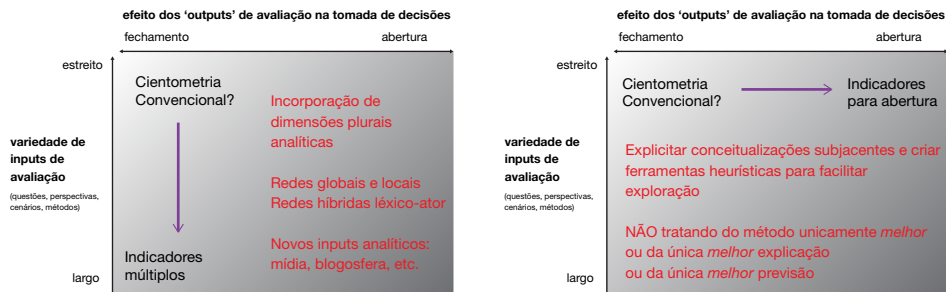 efeito dos ‘outputs’ de avaliação na tomada de decisões
fechamento
abertura
estreito
Cientometria
Convencional?
Incorporação de
dimensões plurais
analíticas
variedade de
inputs de
avaliação
(questões, perspectivas,
cenários, métodos)
Redes globais e locais
Redes híbridas léxico-ator
Novos inputs analíticos:
mídia, blogosfera, etc.
Indicadores
múltiplos
largo
efeito dos ‘outputs’ de avaliação na tomada de decisões
fechamento
abertura
estreito
Cientometria
Convencional?
Indicadores
para abertura
variedade de
inputs de
avaliação
(questões, perspectivas,
cenários, métodos)
Explicitar conceitualizações subjacentes e criar
ferramentas heurísticas para facilitar
exploração
NÃO tratando do método unicamente melhor
ou da única melhor explicação
ou da única melhor previsão
largo